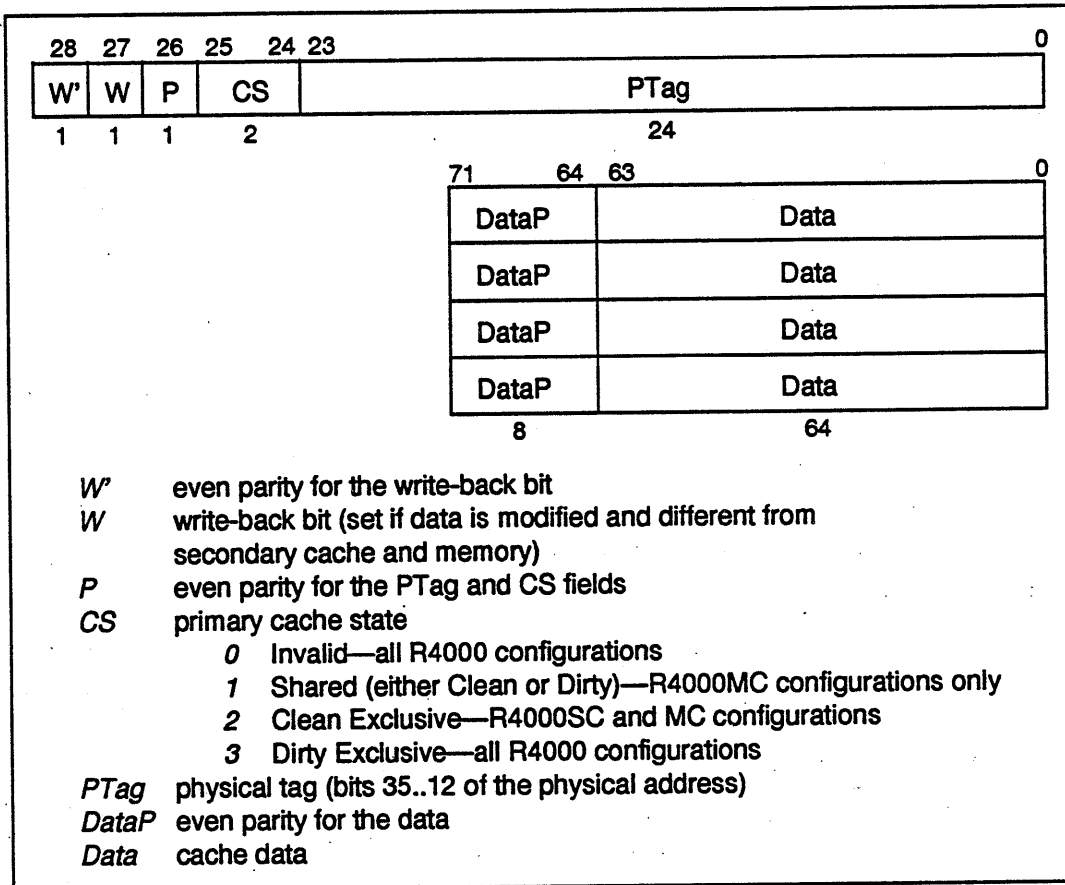 28 27 26 25 24 23 0
W' W P CS PTag
1 1 1 2 24
71 64 63 0
DataP Data
DataP Data
DataP Data
DataP Data
8 64
W' even parity for the write-back bit
W write-back bit (set if data is modified and different from
secondary cache and memory)
P even parity for the PTag and CS fields
CS primary cache state
0 Invalid—all R4000 configurations
1 Shared (either Clean or Dirty)—R4000MC configurations only
2 Clean Exclusive—R4000SC and MC configurations
3 Dirty Exclusive—all R4000 configurations
PTag physical tag (bits 35..12 of the physical address)
DataP even parity for the data
Data cache data